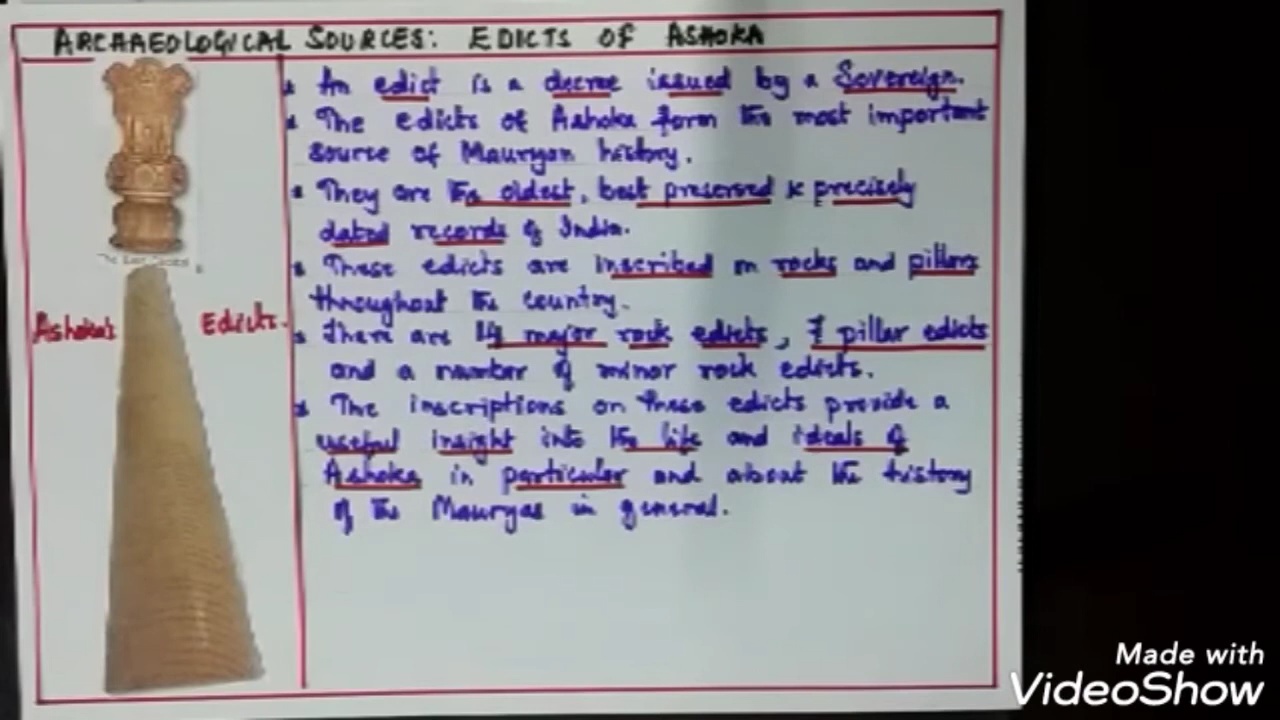 ARCHAEOLOGICAL SOURCES: EDICTS OF ASHOKA
An edict is a decree issued by a Sovereign.
The edicts of Ashoka form the most important
source of Mauryan history.
They are the oldest, best preserved & precisely
dated records of India.
These edicts are inscribed on rocks and pillars
throughout the country.
There are 14 major rock edicts, 7 pillar edicts
and a number of minor rock edicts.
The inscriptions on these edicts provide a
useful insight into the life and ideals of
Ashoka in particular and about the history
of the Mauryas in general.
Ashoka's Edicts.
Made with
VideoShow